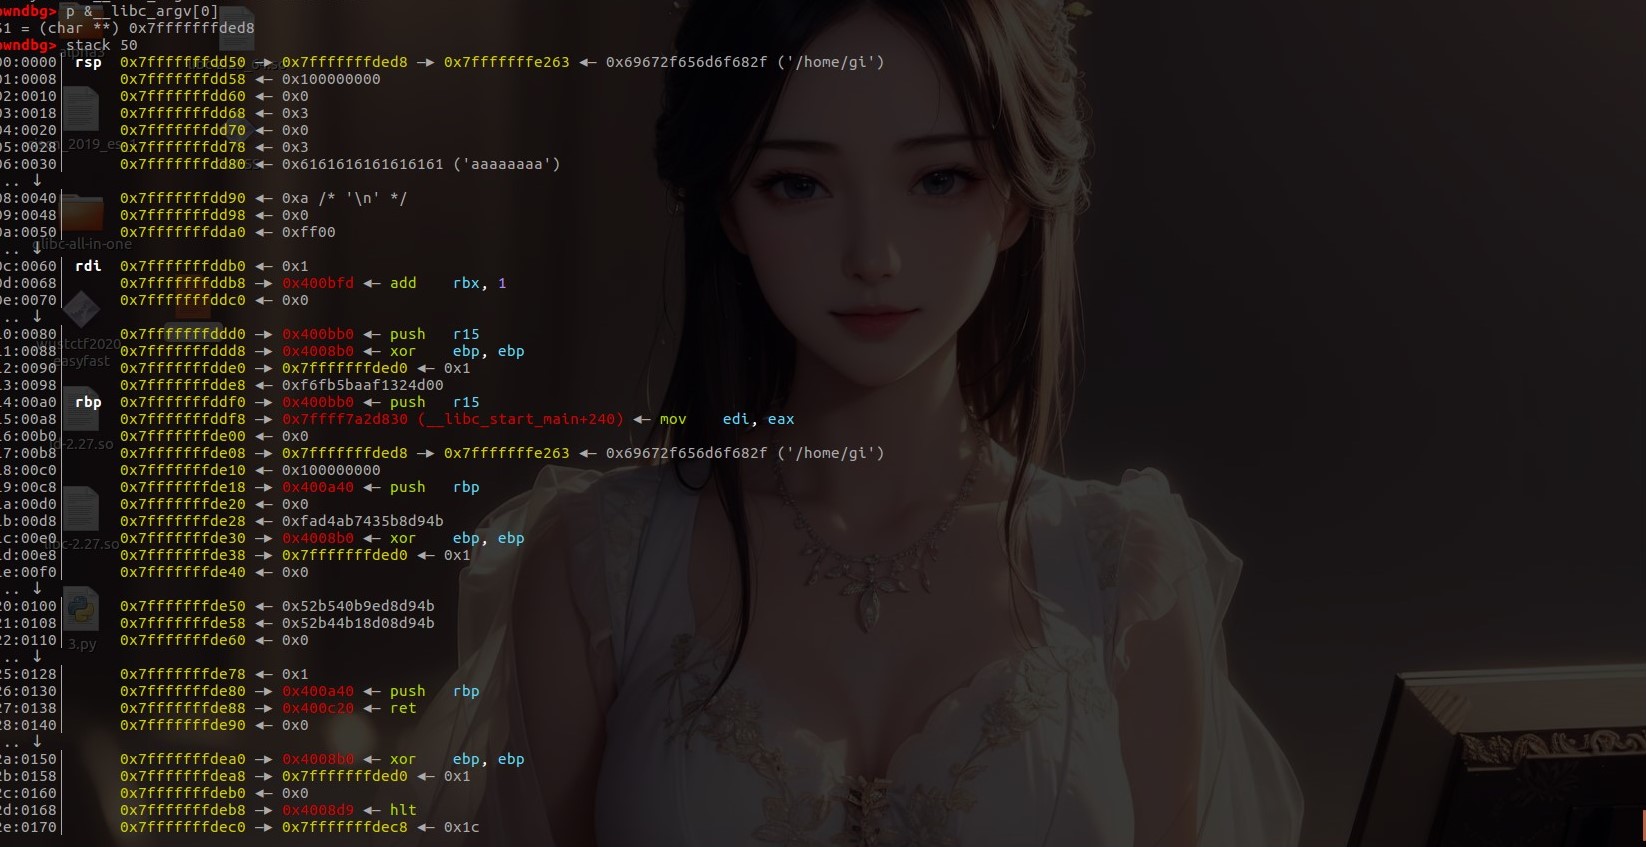 pwndbg> p &__libc_argv[0]
$1 = (char **) 0x7fffffffded8
pwndbg> stack 50
00:0000│ rsp 0x7fffffffdd50 —▸ 0x7fffffffded8 —▸ 0x7fffffffe263 ◂— 0x69672f656d6f682f ('/home/gi')
01:0008│ 0x7fffffffdd58 ◂— 0x100000000
02:0010│ 0x7fffffffdd60 ◂— 0x0
03:0018│ 0x7fffffffdd68 ◂— 0x3
04:0020│ 0x7fffffffdd70 ◂— 0x0
05:0028│ 0x7fffffffdd78 ◂— 0x3
06:0030│ 0x7fffffffdd80 ◂— 0x6161616161616161 ('aaaaaaaa')
... ↓
08:0040│ 0x7fffffffdd90 ◂— 0xa /* '\n' */
09:0048│ 0x7fffffffdd98 ◂— 0x0
0a:0050│ 0x7fffffffdda0 ◂— 0xff00
... ↓
0c:0060│ rdi 0x7fffffffddb0 ◂— 0x1
0d:0068│ 0x7fffffffddb8 —▸ 0x400bfd ◂— add rbx, 1
0e:0070│ 0x7fffffffddc0 ◂— 0x0
... ↓
10:0080│ 0x7fffffffddd0 —▸ 0x400bb0 ◂— push r15
11:0088│ 0x7fffffffddd8 —▸ 0x4008b0 ◂— xor ebp, ebp
12:0090│ 0x7fffffffdde0 —▸ 0x7fffffffded0 ◂— 0x1
13:0098│ 0x7fffffffdde8 ◂— 0xf6fb5baaf1324d00
14:00a0│ rbp 0x7fffffffddf0 —▸ 0x400bb0 ◂— push r15
15:00a8│ 0x7fffffffddf8 —▸ 0x7ffff7a2d830 (__libc_start_main+240) ◂— mov edi, eax
16:00b0│ 0x7fffffffde00 ◂— 0x0
17:00b8│ 0x7fffffffde08 —▸ 0x7fffffffded8 —▸ 0x7fffffffe263 ◂— 0x69672f656d6f682f ('/home/gi')
18:00c0│ 0x7fffffffde10 ◂— 0x100000000
19:00c8│ 0x7fffffffde18 —▸ 0x400a40 ◂— push rbp
1a:00d0│ 0x7fffffffde20 ◂— 0x0
1b:00d8│ 0x7fffffffde28 ◂— 0xfad4ab7435b8d94b
1c:00e0│ 0x7fffffffde30 —▸ 0x4008b0 ◂— xor ebp, ebp
1d:00e8│ 0x7fffffffde38 —▸ 0x7fffffffded0 ◂— 0x1
1e:00f0│ 0x7fffffffde40 ◂— 0x0
... ↓
20:0100│ 0x7fffffffde50 ◂— 0x52b540b9ed8d94b
21:0108│ 0x7fffffffde58 ◂— 0x52b44b18d08d94b
22:0110│ 0x7fffffffde60 ◂— 0x0
... ↓
25:0128│ 0x7fffffffde78 ◂— 0x1
26:0130│ 0x7fffffffde80 —▸ 0x400a40 ◂— push rbp
27:0138│ 0x7fffffffde88 —▸ 0x400c20 ◂— ret
28:0140│ 0x7fffffffde90 ◂— 0x0
... ↓
2a:0150│ 0x7fffffffdea0 —▸ 0x4008b0 ◂— xor ebp, ebp
2b:0158│ 0x7fffffffdea8 —▸ 0x7fffffffded0 ◂— 0x1
2c:0160│ 0x7fffffffdeb0 ◂— 0x0
2d:0168│ 0x7fffffffdeb8 —▸ 0x4008d9 ◂— hlt
2e:0170│ 0x7fffffffdec0 —▸ 0x7fffffffdec8 ◂— 0x1c
alpha3
glibc-all-in-one
easyfast
ld-2.27.so
libc-2.27.so
3.py